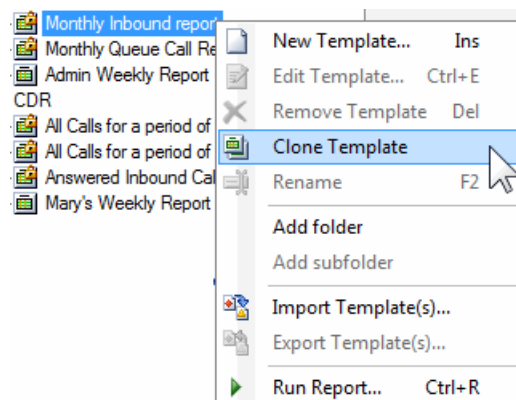 Monthly Inbound report
Monthly Queue Call Re
Admin Weekly Report
CDR
All Calls for a period of
All Calls for a period of
Answered Inbound Cal
Mary's Weekly Report
New Template... Ins
Edit Template... Ctrl+E
Remove Template Del
Clone Template
Rename F2
Add folder
Add subfolder
Import Template(s)...
Export Template(s)...
Run Report... Ctrl+R